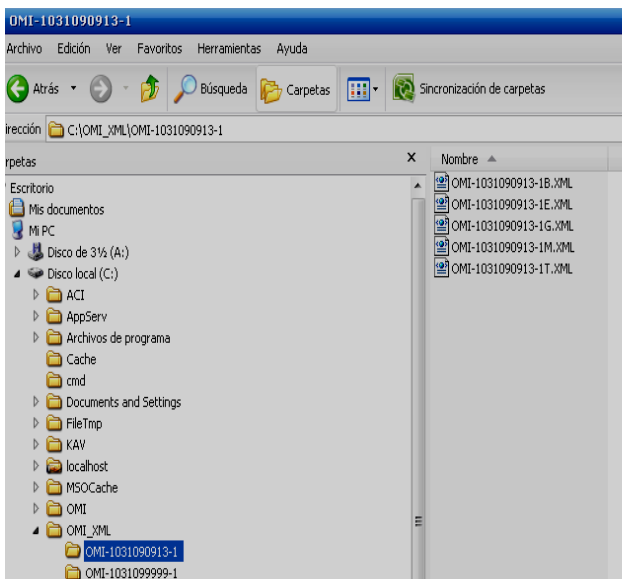 OMI-1031090913-1
Archivo Edición Ver Favoritos Herramientas Ayuda
Atrás Búsqueda Carpetas Sincronización de carpetas
irección C:\OMI_XML\OMI-1031090913-1
rpetas X Nombre
Escritorio
Mis documentos
Mi PC
Disco de 3½ (A:)
Disco local (C:)
ACI
AppServ
Archivos de programa
Cache
cmd
Documents and Settings
FileTmp
KAV
localhost
MSOCache
OMI
OMI_XML
OMI-1031090913-1
OMI-1031099999-1
OMI-1031090913-1B.XML
OMI-1031090913-1E.XML
OMI-1031090913-1G.XML
OMI-1031090913-1M.XML
OMI-1031090913-1T.XML